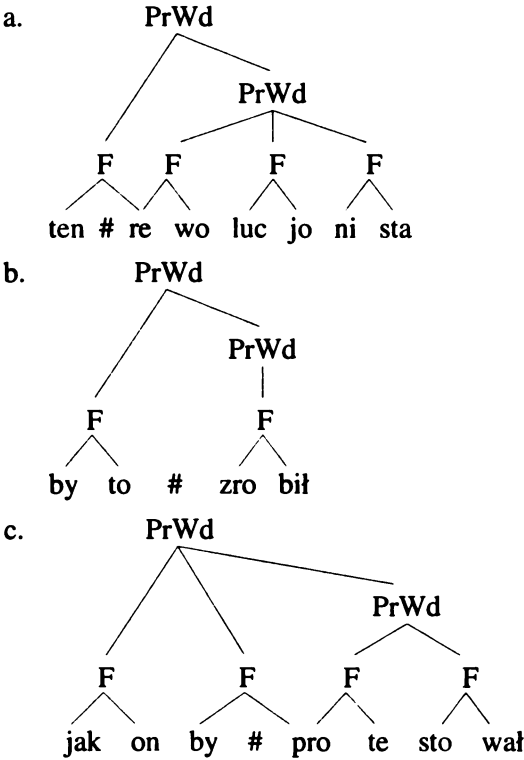 a. PrWd
PrWd
F F F F
ten # re wo luc jo ni sta
b. PrWd
PrWd
F F
by to # zro bił
c. PrWd
PrWd
F F F F
jak on by # pro te sto wał